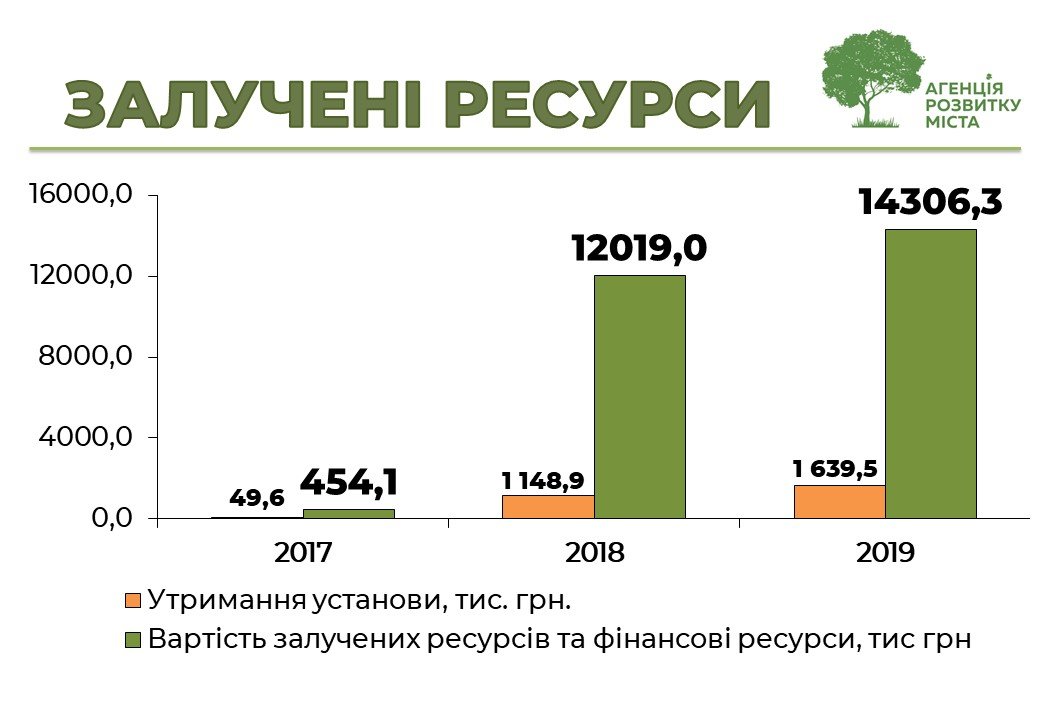 ЗАЛУЧЕНІ РЕСУРСИ
АГЕНЦІЯ
РОЗВИТКУ
МІСТА
16000,0
12000,0
8000,0
4000,0
0,0
49,6
454,1
1 148,9
12019,0
1 639,5
14306,3
2017
2018
2019
Утримання установи, тис. грн.
Вартість залучених ресурсів та фінансові ресурси, тис грн